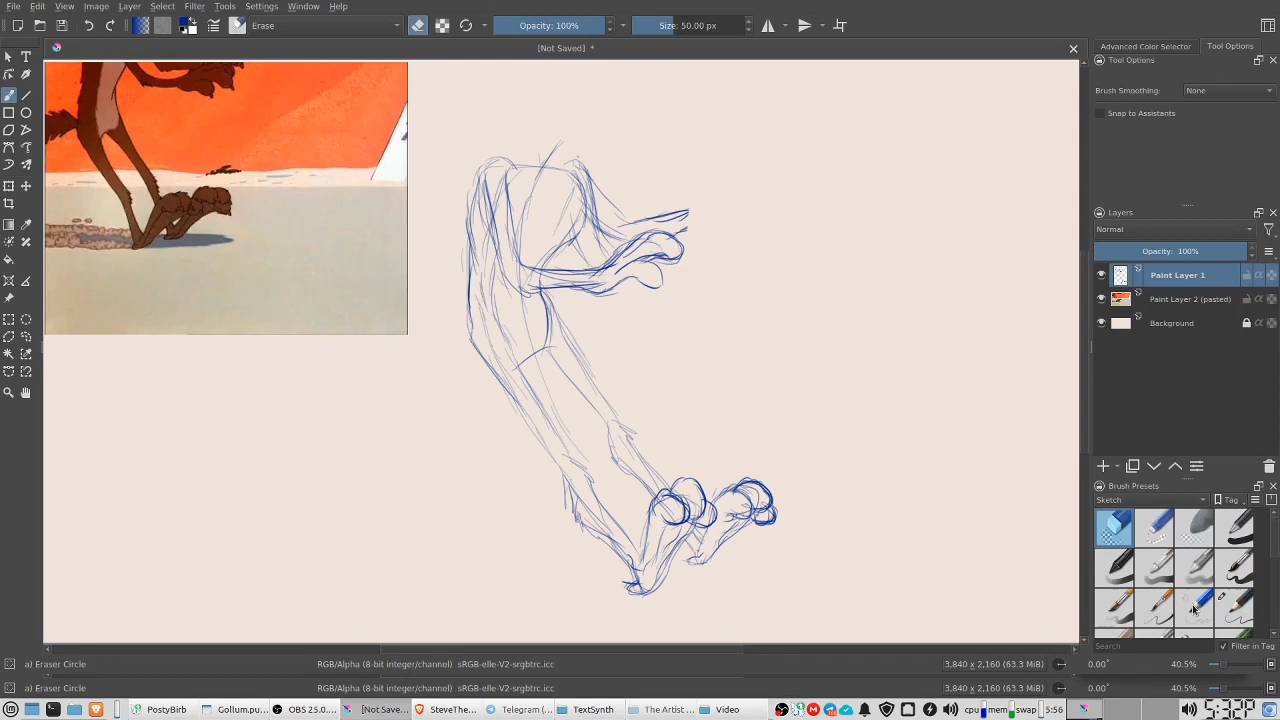 File Edit View Image Layer Select Filter Tools Settings Window Help
Erase Opacity: 100% Size: 50.00 px
[Not Saved] *
Advanced Color Selector Tool Options
Tool Options
Brush Smoothing: None
Snap to Assistants
Layers
Normal
Opacity: 100%
Paint Layer 1
Paint Layer 2 (pasted)
Background
Brush Presets
Sketch Tag
Search Filter in Tag
a) Eraser Circle RGB/Alpha (8-bit integer/channel) sRGB-elle-V2-srgbtrc.icc 3,840 x 2,160 (63.3 MiB) 0.00° 40.5%
a) Eraser Circle RGB/Alpha (8-bit integer/channel) sRGB-elle-V2-srgbtrc.icc 3,840 x 2,160 (63.3 MiB) 0.00° 40.5%
PostyBirb Gollum.pu... OBS 25.0.... [Not Save... SteveThe... Telegram (... TextSynth The Artist ... Video cpu mem swap 5:56